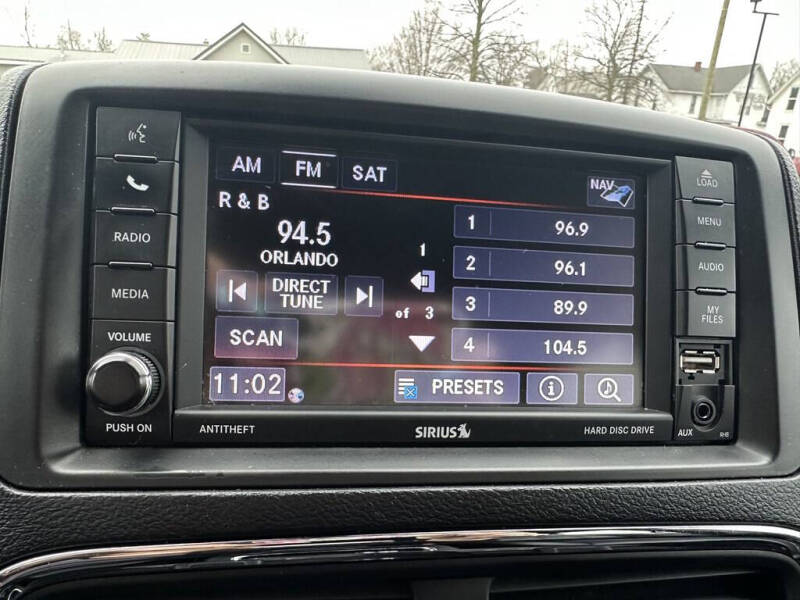 AM FM SAT NAV
R & B
94.5
ORLANDO
DIRECT
TUNE
SCAN
11:02
1
of 3
1 96.9
2 96.1
3 89.9
4 104.5
PRESETS
i
RADIO
MEDIA
VOLUME
PUSH ON
ANTITHEFT
SIRIUS
HARD DISC DRIVE
LOAD
MENU
AUDIO
MY
FILES
AUX
RHB